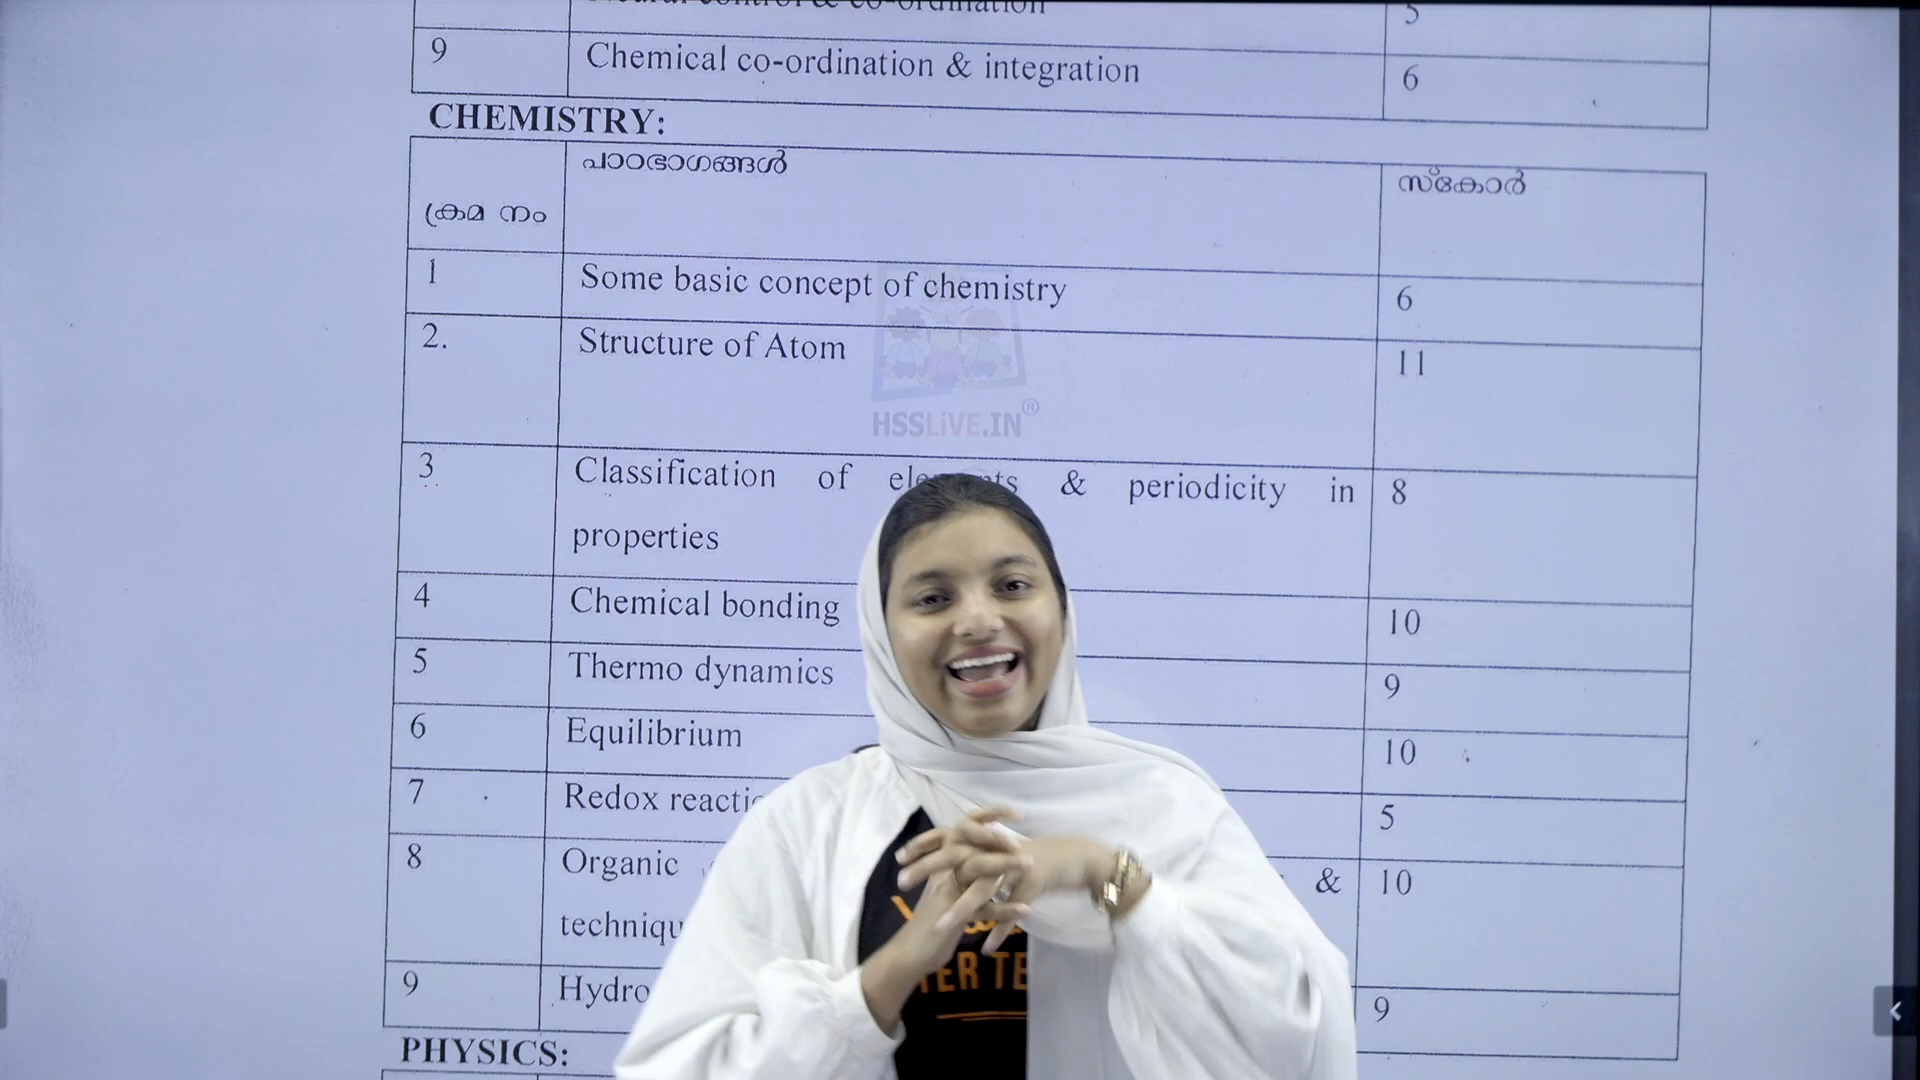 5
9 Chemical co-ordination & integration 6
CHEMISTRY:
ക്രമ നം പാഠഭാഗങ്ങൾ സ്കോർ
1 Some basic concept of chemistry 6
2. Structure of Atom 11
HSSLiVE.IN®
3 Classification of & periodicity in 8
properties
4 Chemical bonding 10
5 Thermo dynamics 9
6 Equilibrium 10
7 Redox 5
8 Organic & 10
9 9
PHYSICS: